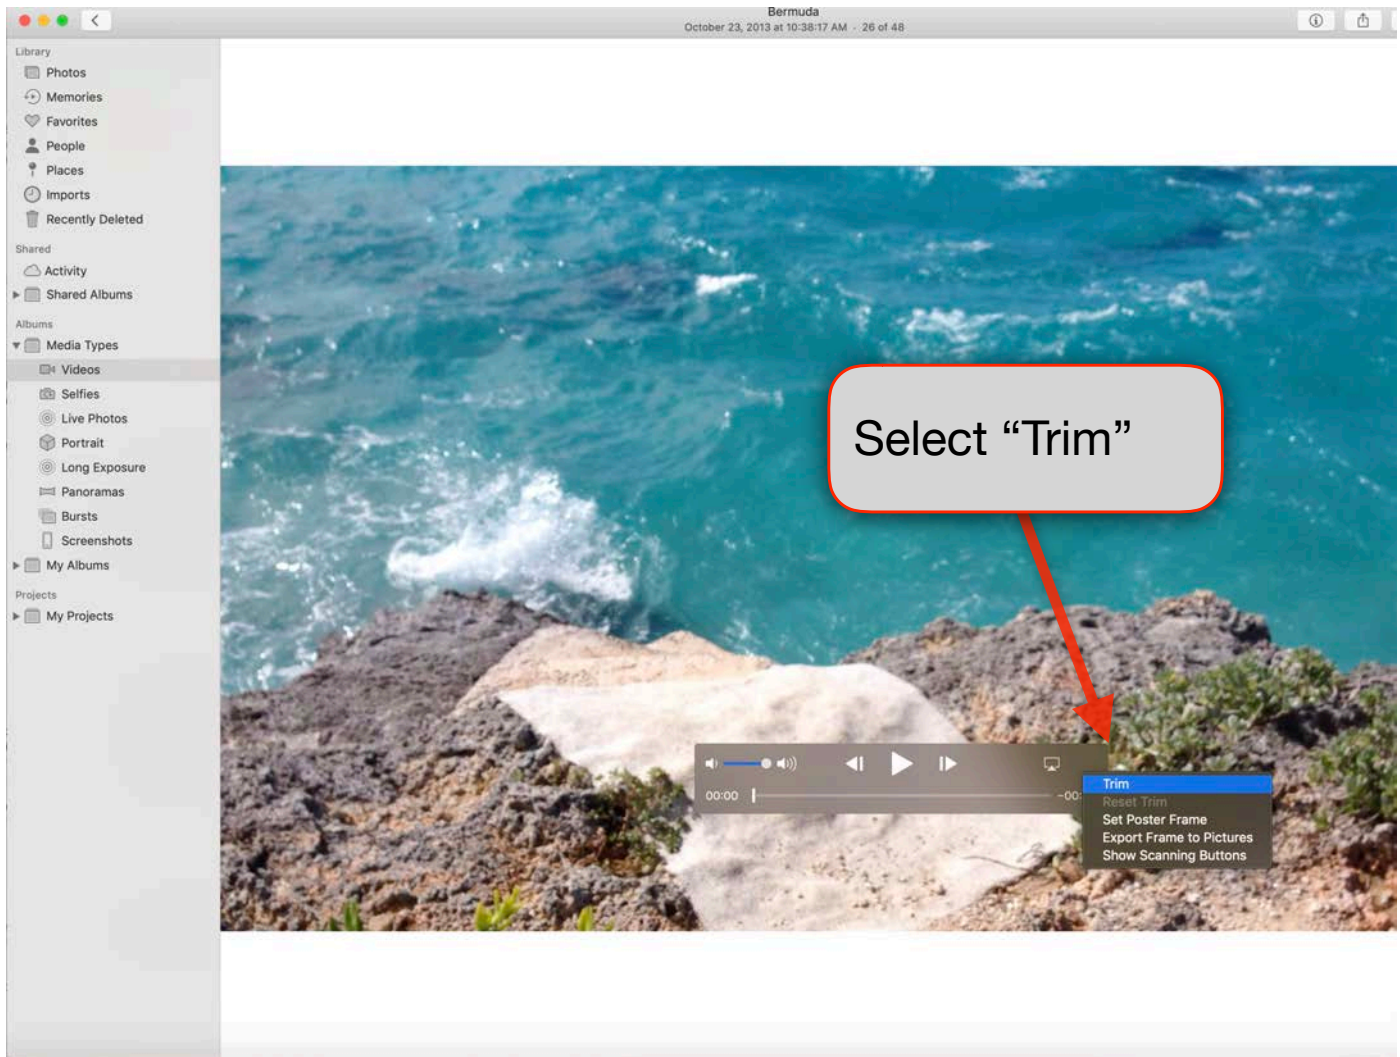 Bermuda
October 23, 2013 at 10:38:17 AM - 26 of 48
Library
Photos
Memories
Favorites
People
Places
Imports
Recently Deleted
Shared
Activity
Shared Albums
Albums
Media Types
Videos
Selfies
Live Photos
Portrait
Long Exposure
Panoramas
Bursts
Screenshots
My Albums
Projects
My Projects
Select “Trim”
00:00
-00:
Trim
Reset Trim
Set Poster Frame
Export Frame to Pictures
Show Scanning Buttons